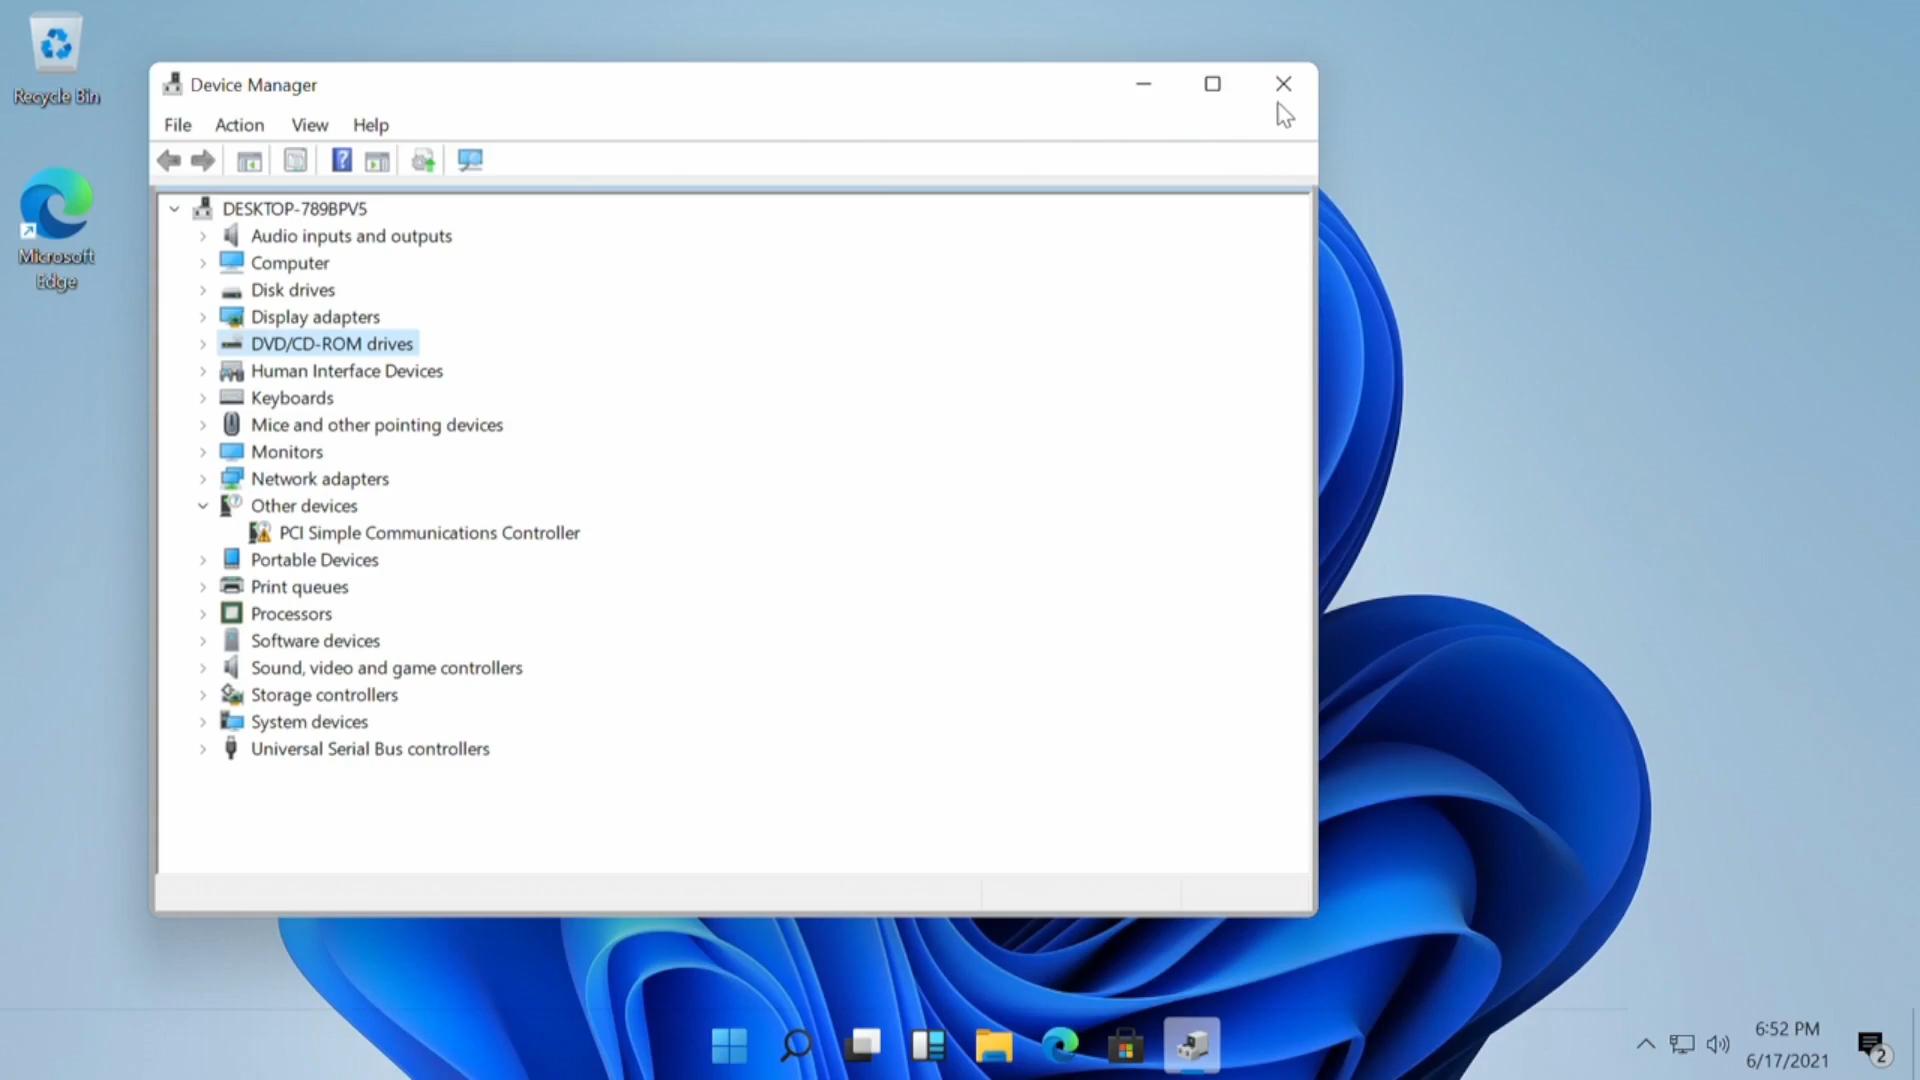 Recycle Bin
Microsoft
Edge
Device Manager
File Action View Help
DESKTOP-789BPV5
Audio inputs and outputs
Computer
Disk drives
Display adapters
DVD/CD-ROM drives
Human Interface Devices
Keyboards
Mice and other pointing devices
Monitors
Network adapters
Other devices
PCI Simple Communications Controller
Portable Devices
Print queues
Processors
Software devices
Sound, video and game controllers
Storage controllers
System devices
Universal Serial Bus controllers
6:52 PM
6/17/2021
2